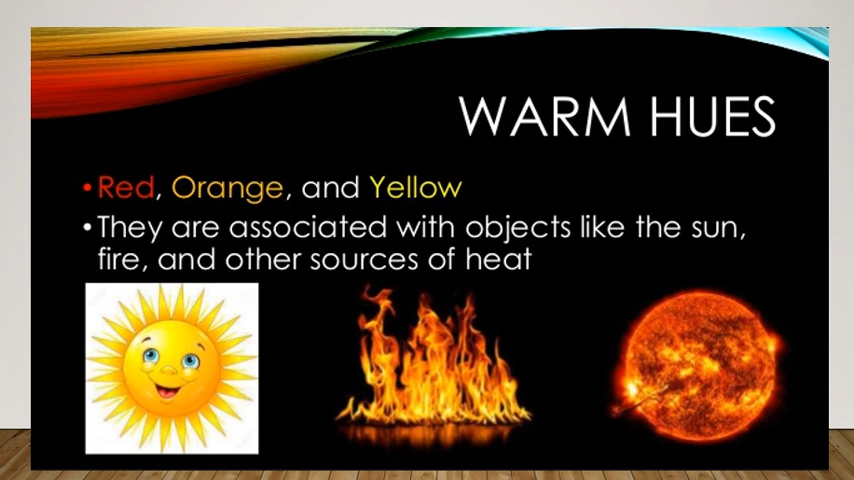 WARM HUES
•Red, Orange, and Yellow
•They are associated with objects like the sun,
fire, and other sources of heat